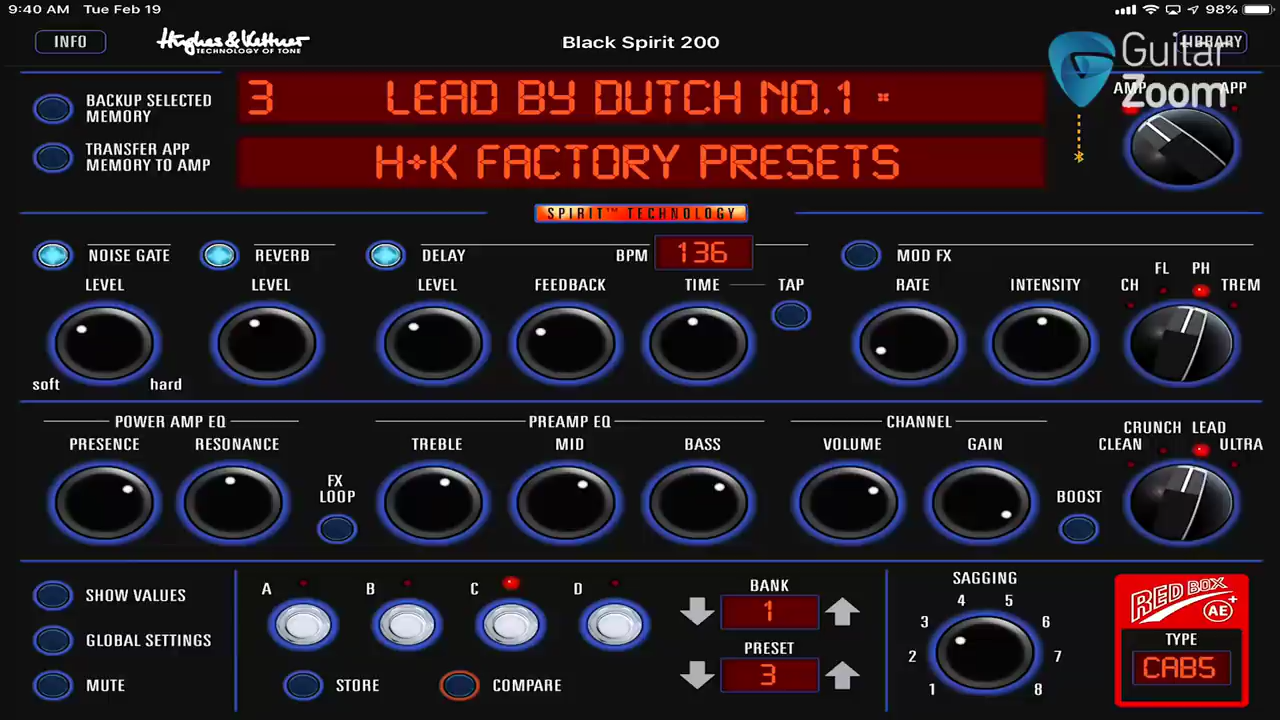 9:40 AM Tue Feb 19
98%
INFO
Hughes & Kettner
TECHNOLOGY OF TONE
Black Spirit 200
LIBRARY
Guitar
Zoom
BACKUP SELECTED
MEMORY
3 LEAD BY DUTCH NO.1
AMP APP
TRANSFER APP
MEMORY TO AMP
H+K FACTORY PRESETS
SPIRIT™ TECHNOLOGY
NOISE GATE REVERB DELAY BPM 136 MOD FX
LEVEL LEVEL LEVEL FEEDBACK TIME TAP RATE INTENSITY CH FL PH TREM
soft hard
POWER AMP EQ PREAMP EQ CHANNEL
PRESENCE RESONANCE TREBLE MID BASS VOLUME GAIN CLEAN CRUNCH LEAD ULTRA
FX
LOOP
BOOST
SHOW VALUES
GLOBAL SETTINGS
MUTE
A B C D
STORE COMPARE
BANK
1
PRESET
3
SAGGING
1 2 3 4 5 6 7 8
RED BOX
AE+
TYPE
CAB5